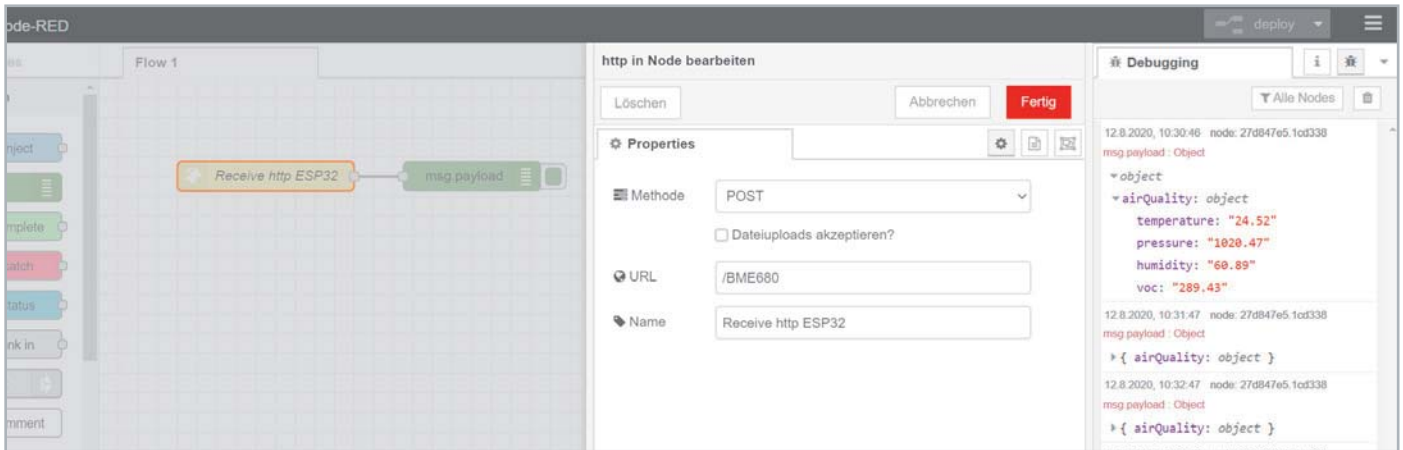 ode-RED
deploy
Flow 1
Receive http ESP32
msg.payload
http in Node bearbeiten
Löschen
Abbrechen
Fertig
Properties
Methode
POST
Dateiuploads akzeptieren?
URL
/BME680
Name
Receive http ESP32
Debugging
i
Alle Nodes
12.8.2020, 10:30:46 node: 27d847e5.1cd338
msg.payload : Object
object
airQuality: object
temperature: "24.52"
pressure: "1020.47"
humidity: "60.89"
voc: "289.43"
12.8.2020, 10:31:47 node: 27d847e5.1cd338
msg.payload : Object
{ airQuality: object }
12.8.2020, 10:32:47 node: 27d847e5.1cd338
msg.payload : Object
{ airQuality: object }
nject
mplete
catch
tatus
nk in
mment